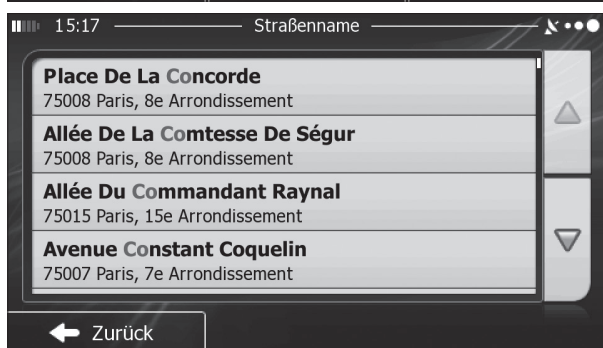 15:17 Straßenname
Place De La Concorde
75008 Paris, 8e Arrondissement
Allée De La Comtesse De Ségur
75008 Paris, 8e Arrondissement
Allée Du Commandant Raynal
75015 Paris, 15e Arrondissement
Avenue Constant Coquelin
75007 Paris, 7e Arrondissement
Zurück